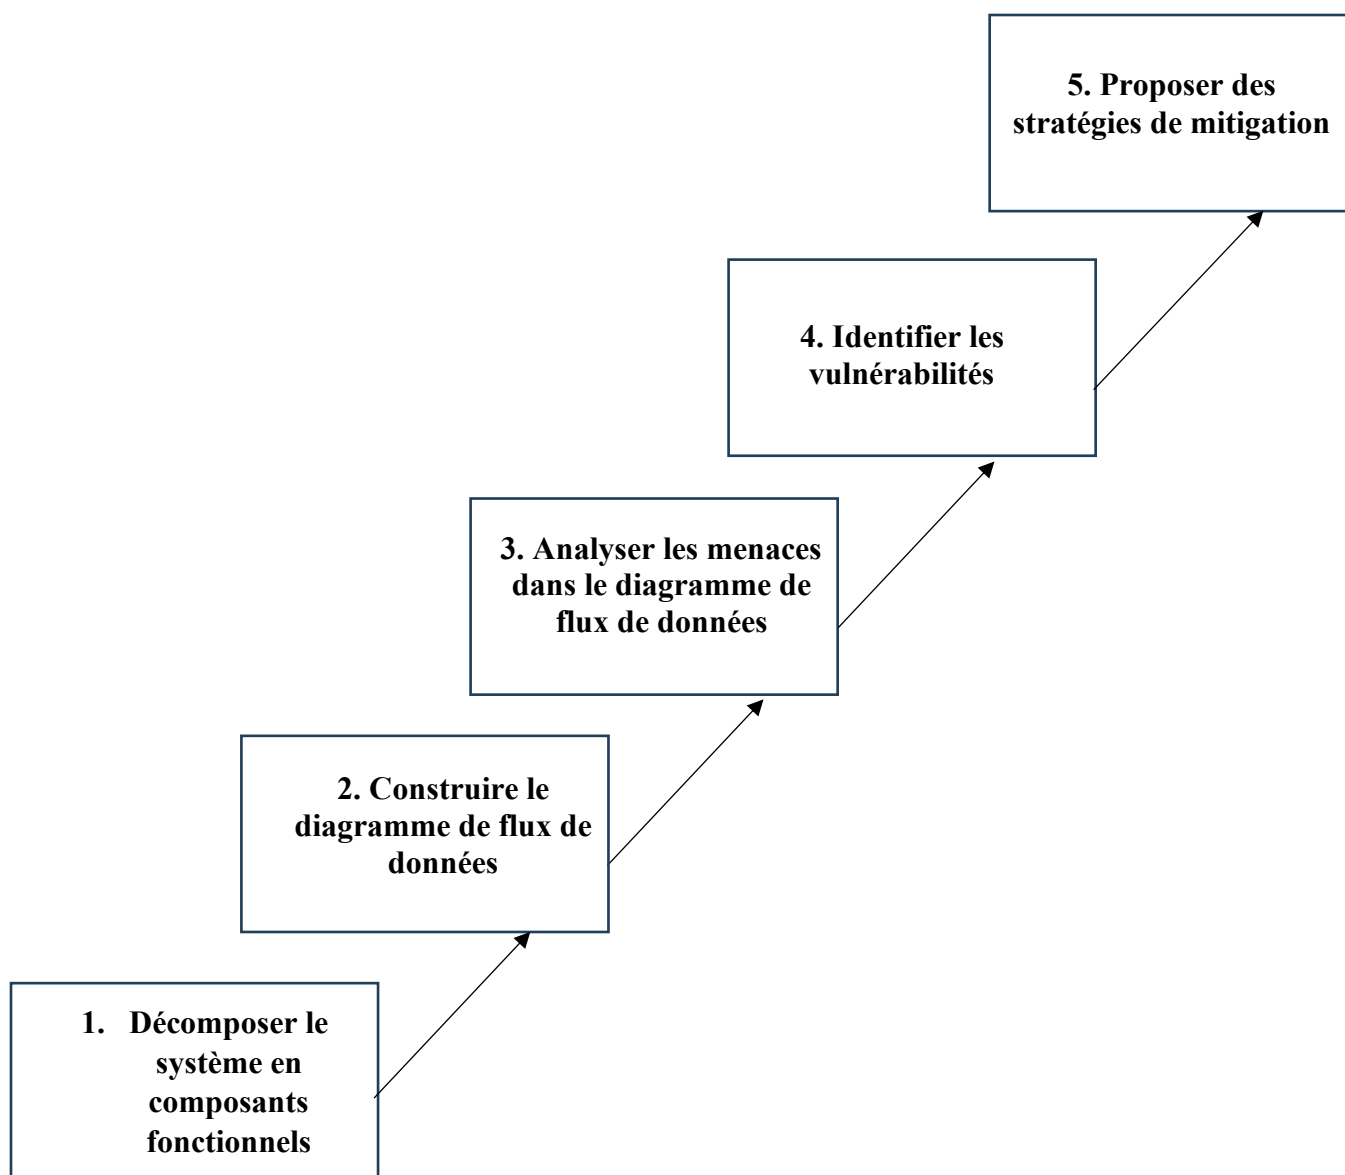 5. Proposer des
stratégies de mitigation
4. Identifier les
vulnérabilités
3. Analyser les menaces
dans le diagramme de
flux de données
2. Construire le
diagramme de flux de
données
1. Décomposer le
système en
composants
fonctionnels